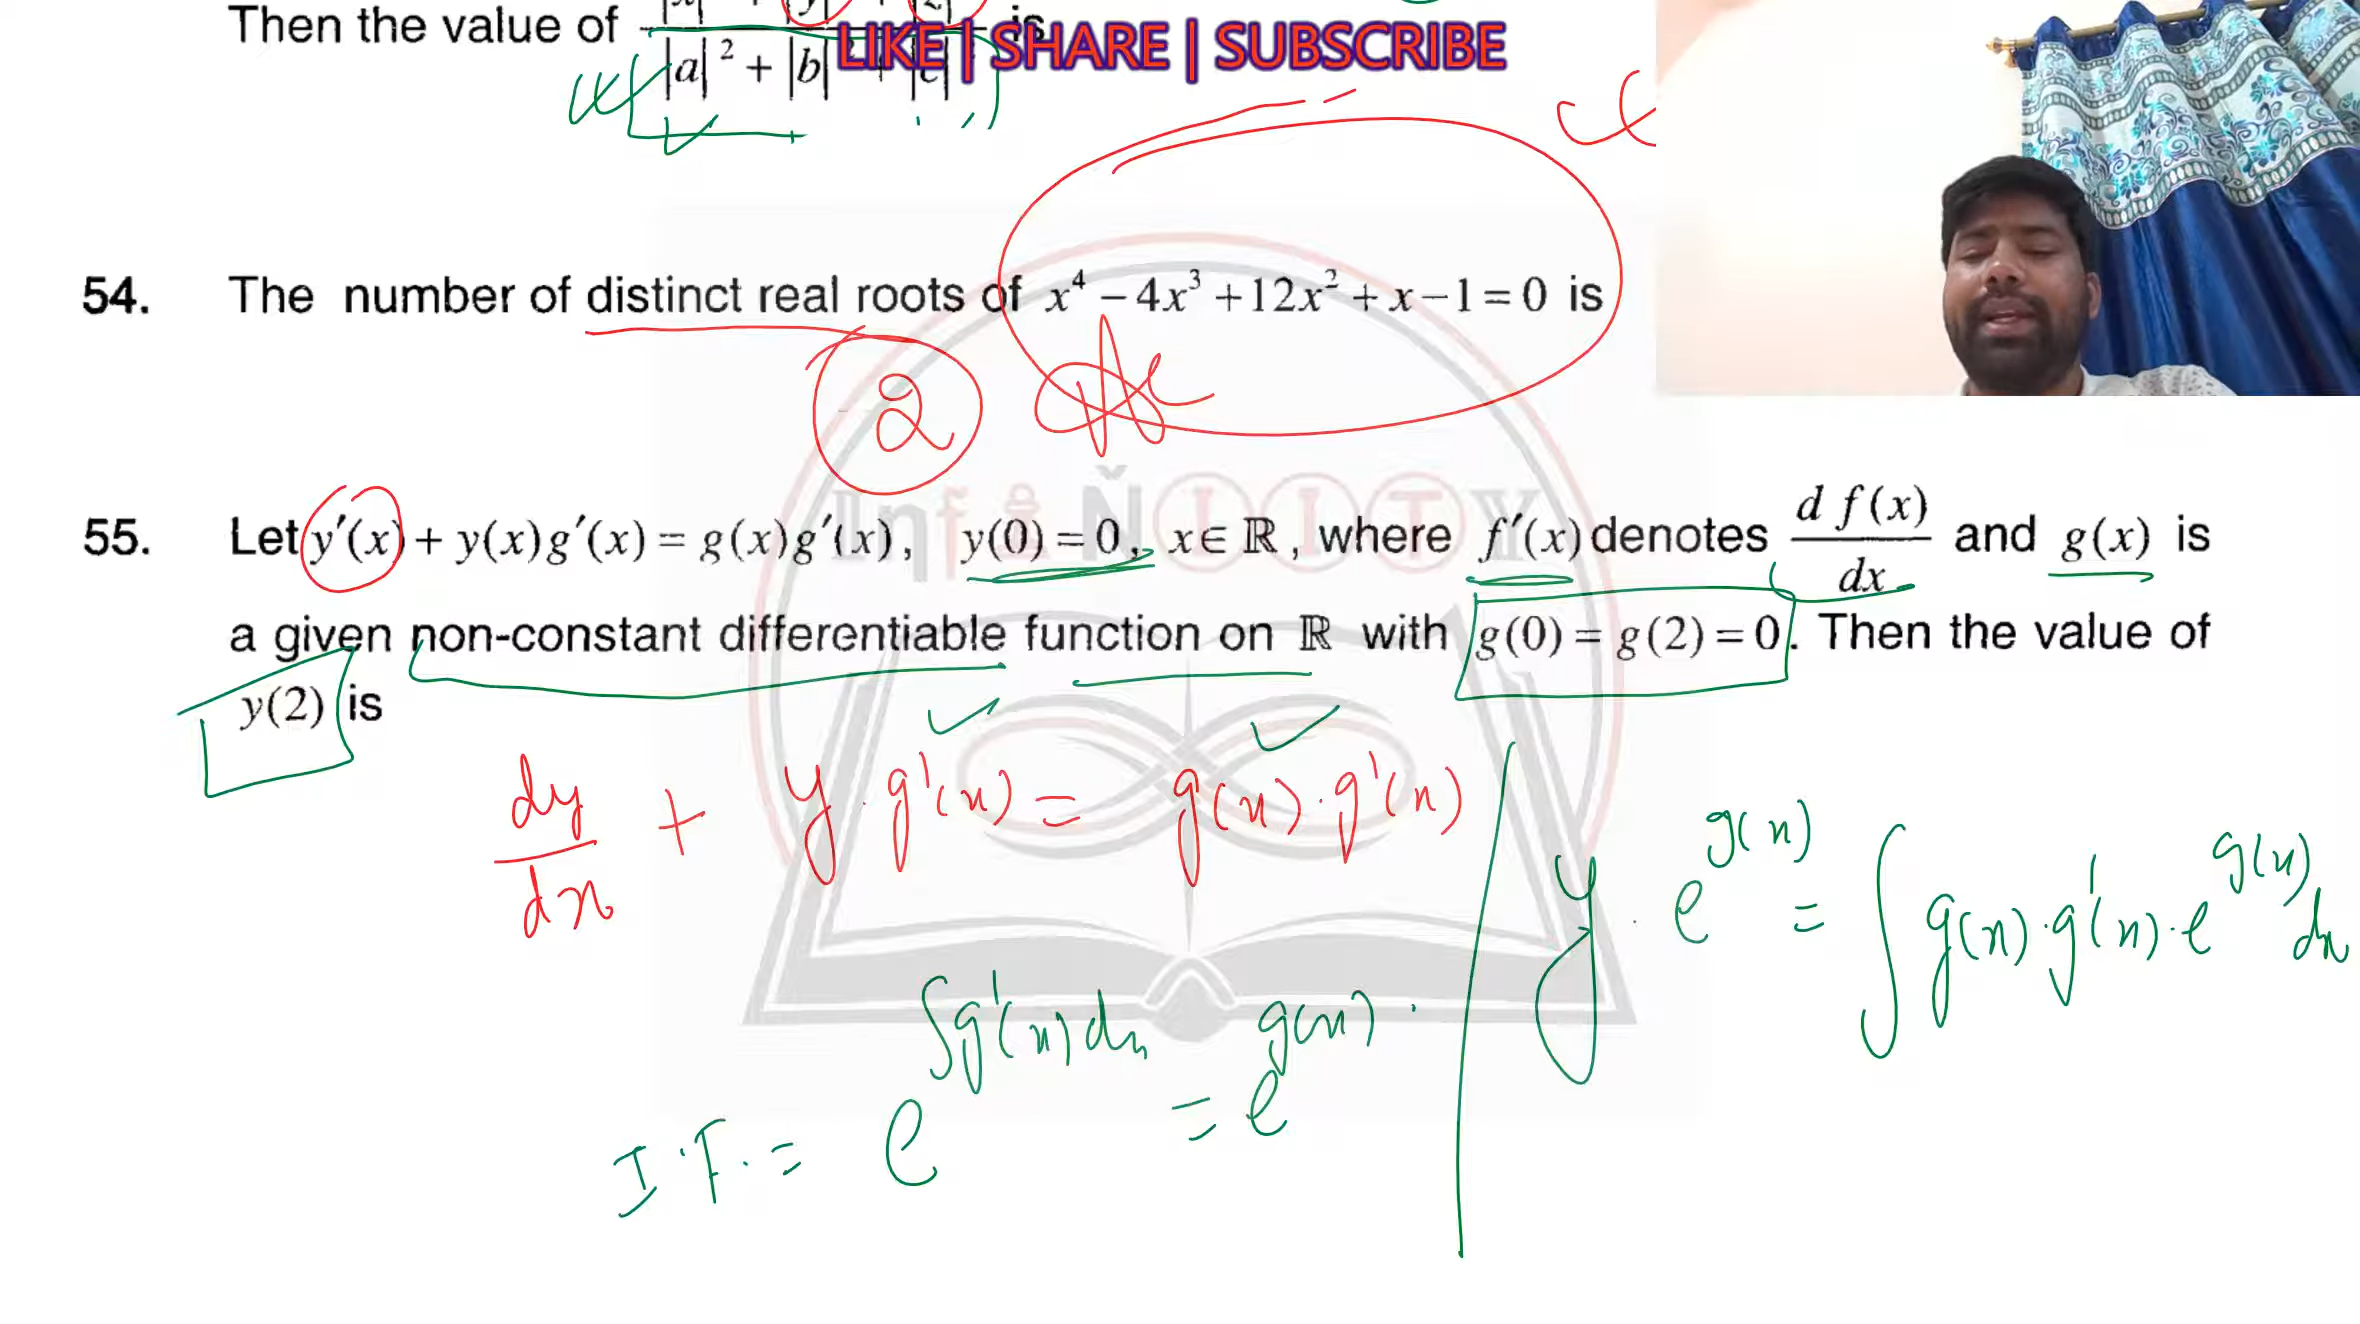 Then the value of |x| |y| |z| is
LIKE | SHARE | SUBSCRIBE
|a|² + |b|² + |c|
54. The number of distinct real roots of x⁴ − 4x³ + 12x² + x − 1 = 0 is
2
55. Let y′(x) + y(x)g′(x) = g(x)g′(x), y(0) = 0, x ∈ ℝ, where f′(x) denotes d f(x)/dx and g(x) is
a given non-constant differentiable function on ℝ with g(0) = g(2) = 0. Then the value of
y(2) is
dy/dx + y · g'(x) = g(x) · g'(x)
y · e^g(x) = ∫ g(x) · g'(x) · e^g(x) dx
I.F. = e^∫g'(x)dx = e^g(x)